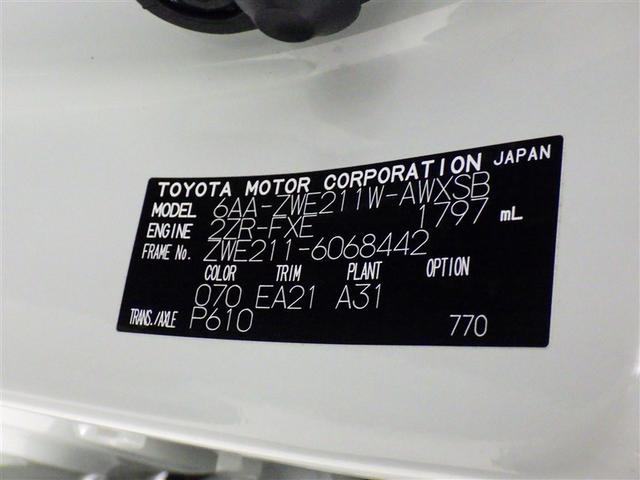 TOYOTA MOTOR CORPORATION JAPAN
MODEL 6AA-ZWE211W-AWXSB
ENGINE 2ZR-FXE 1797 mL
FRAME No. ZWE211-6068442
COLOR TRIM PLANT OPTION
070 EA21 A31
TRANS./AXLE P610 770